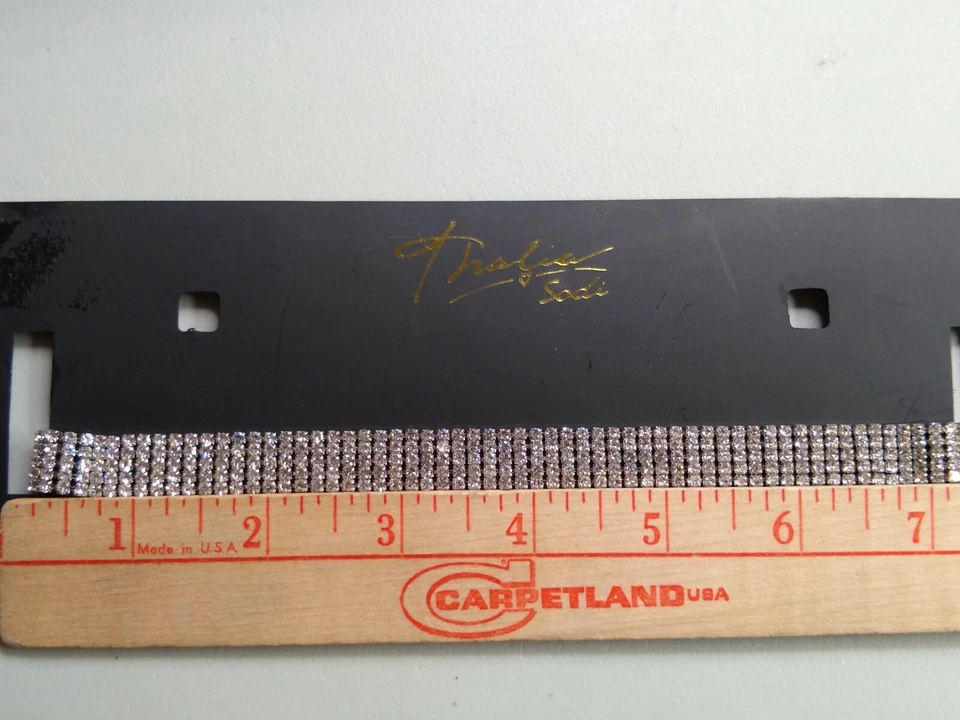 Thalia
Sodi
1 2 3 4 5 6 7
Made in U.S.A.
CARPETLAND USA